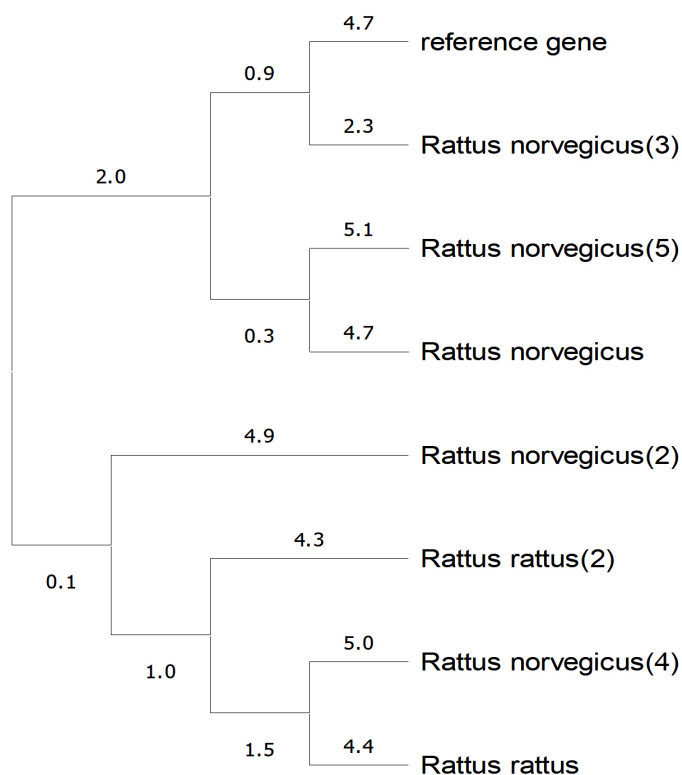 4.7
reference gene
0.9
2.3
Rattus norvegicus(3)
2.0
5.1
Rattus norvegicus(5)
0.3
4.7
Rattus norvegicus
4.9
Rattus norvegicus(2)
4.3
Rattus rattus(2)
0.1
5.0
Rattus norvegicus(4)
1.0
1.5
4.4
Rattus rattus